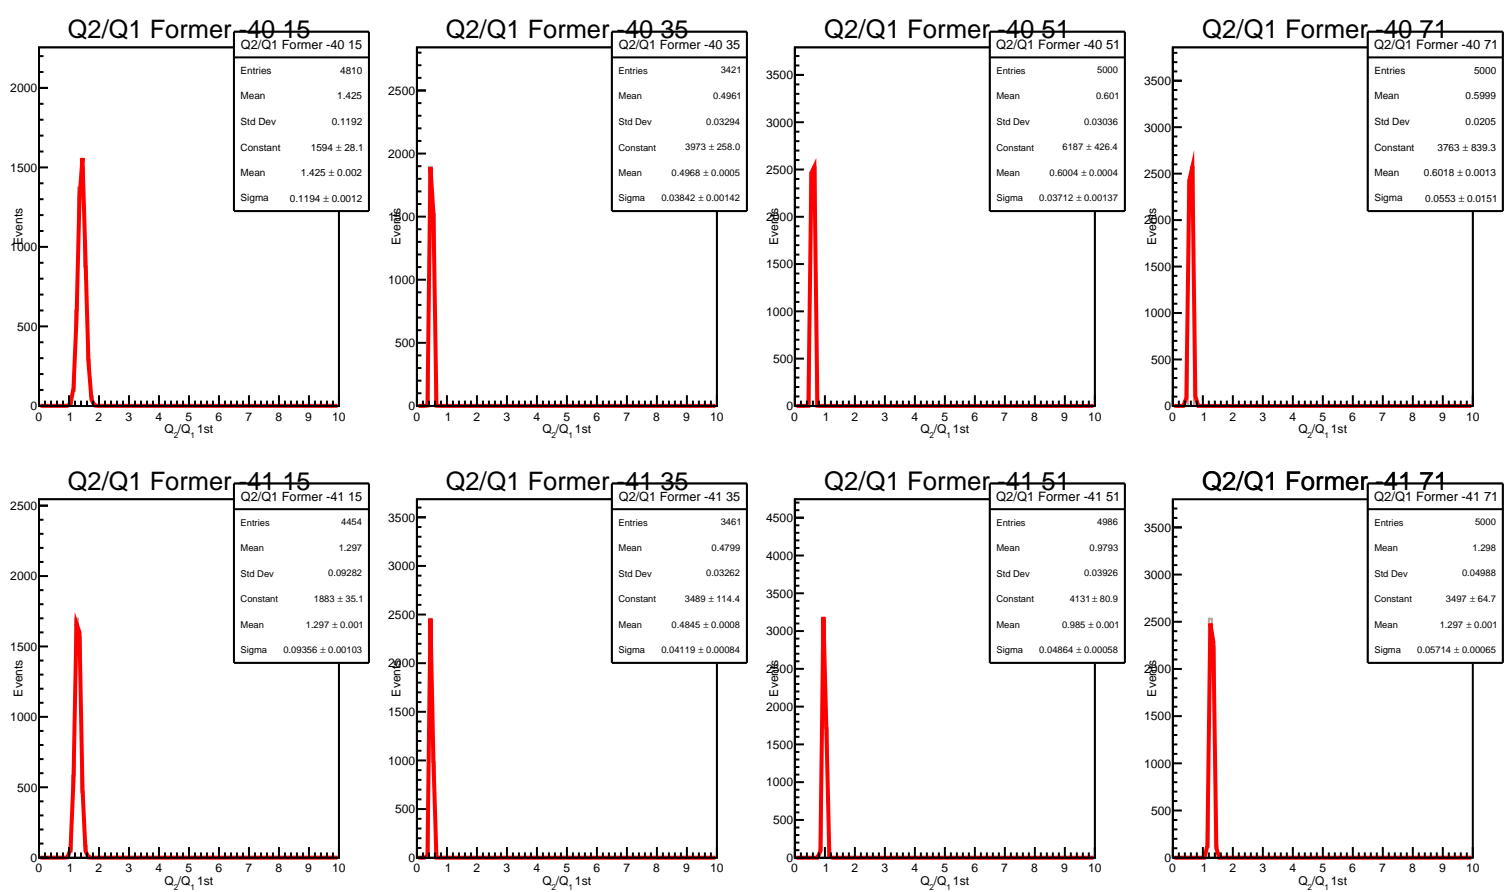 Q2/Q1 Former -40 15
Q2/Q1 Former -40 15
Entries 4810
Mean 1.425
Std Dev 0.1192
Constant 1594 ± 28.1
Mean 1.425 ± 0.002
Sigma 0.1194 ± 0.0012
2000
1500
1000
500
0
Events
0 1 2 3 4 5 6 7 8 9 10
Q2/Q1 1st
Q2/Q1 Former -40 35
Q2/Q1 Former -40 35
Entries 3421
Mean 0.4961
Std Dev 0.03294
Constant 3973 ± 258.0
Mean 0.4968 ± 0.0005
Sigma 0.03842 ± 0.00142
2500
2000
1500
1000
500
0
Events
0 1 2 3 4 5 6 7 8 9 10
Q2/Q1 1st
Q2/Q1 Former -40 51
Q2/Q1 Former -40 51
Entries 5000
Mean 0.601
Std Dev 0.03036
Constant 6187 ± 426.4
Mean 0.6004 ± 0.0004
Sigma 0.03712 ± 0.00137
3500
3000
2500
2000
1500
1000
500
0
Events
0 1 2 3 4 5 6 7 8 9 10
Q2/Q1 1st
Q2/Q1 Former -40 71
Q2/Q1 Former -40 71
Entries 5000
Mean 0.5999
Std Dev 0.0205
Constant 3763 ± 839.3
Mean 0.6018 ± 0.0013
Sigma 0.0553 ± 0.0151
3500
3000
2500
2000
1500
1000
500
0
Events
0 1 2 3 4 5 6 7 8 9 10
Q2/Q1 1st
Q2/Q1 Former -41 15
Q2/Q1 Former -41 15
Entries 4454
Mean 1.297
Std Dev 0.09282
Constant 1883 ± 35.1
Mean 1.297 ± 0.001
Sigma 0.09356 ± 0.00103
2500
2000
1500
1000
500
0
Events
0 1 2 3 4 5 6 7 8 9 10
Q2/Q1 1st
Q2/Q1 Former -41 35
Q2/Q1 Former -41 35
Entries 3461
Mean 0.4799
Std Dev 0.03262
Constant 3489 ± 114.4
Mean 0.4845 ± 0.0008
Sigma 0.04119 ± 0.00084
3500
3000
2500
2000
1500
1000
500
0
Events
0 1 2 3 4 5 6 7 8 9 10
Q2/Q1 1st
Q2/Q1 Former -41 51
Q2/Q1 Former -41 51
Entries 4986
Mean 0.9793
Std Dev 0.03926
Constant 4131 ± 80.9
Mean 0.985 ± 0.001
Sigma 0.04864 ± 0.00058
4500
4000
3500
3000
2500
2000
1500
1000
500
0
Events
0 1 2 3 4 5 6 7 8 9 10
Q2/Q1 1st
Q2/Q1 Former -41 71
Q2/Q1 Former -41 71
Entries 5000
Mean 1.298
Std Dev 0.04988
Constant 3497 ± 64.7
Mean 1.297 ± 0.001
Sigma 0.05714 ± 0.00065
3500
3000
2500
2000
1500
1000
500
0
Events
0 1 2 3 4 5 6 7 8 9 10
Q2/Q1 1st